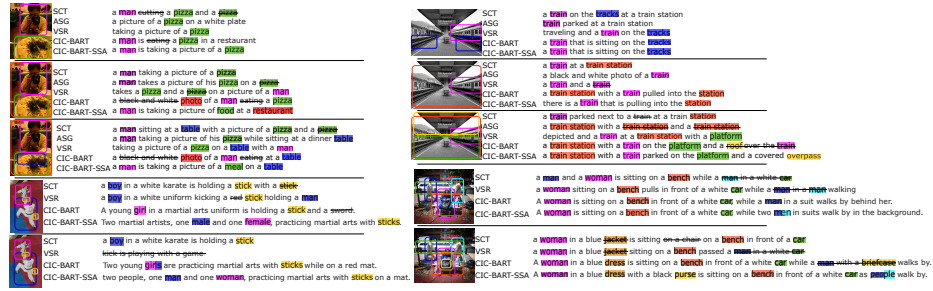 SCT a man cutting a pizza and a pizza
ASG a picture of a pizza on a white plate
VSR taking a picture of a pizza
CIC-BART a man is eating a pizza in a restaurant
CIC-BART-SSA a man is taking a picture of a pizza
SCT a man taking a picture of a pizza
ASG a man takes a picture of his pizza on a pizza
VSR takes a pizza and a pizza on a picture of a man
CIC-BART a black and white photo of a man eating a pizza
CIC-BART-SSA a man is taking picture of food at a restaurant
SCT a man sitting at a table with a picture of pizza and a pizza
ASG a man taking a picture of his pizza while sitting at a dinner table
VSR taking a picture of a pizza on a table with a man
CIC-BART a black and white photo of a man eating at a table
CIC-BART-SSA a man is taking a picture of a meal on a table
SCT a boy in a white karate is holding a stick with a stick
VSR a boy in a white uniform kicking a red stick holding a man
CIC-BART A young girl in a martial arts uniform is holding a stick and a sword.
CIC-BART-SSA Two martial artists, one male and one female, practicing martial arts with sticks.
SCT a boy in a white karate is holding a stick
VSR kick is playing with a game
CIC-BART Two young girls are practicing martial arts with sticks while on a red mat.
CIC-BART-SSA two people, one man and one woman, practicing martial arts with sticks on a mat.
SCT a train on the tracks at a train station
ASG train parked at a train station
VSR traveling and a train on the tracks
CIC-BART a train that is sitting on the tracks
CIC-BART-SSA a train that is sitting on the tracks
SCT a train at a train station
ASG a black and white photo of a train
VSR a train and a train
CIC-BART a train station with a train pulled into the station
CIC-BART-SSA there is a train that is pulling into the station
SCT a train parked next to a train at a train station
ASG a train station with a train station and a train station
VSR depicted and a train at a train station with a platform
CIC-BART a train station with a train on the platform and a roof over the train
CIC-BART-SSA a train station with a train parked on the platform and a covered overpass
SCT a man and a woman is sitting on a bench while a man in a white car
VSR a woman sitting on a bench pulls in front of a white car while a man in a man walking
CIC-BART A woman is sitting on a bench in front of a white car, while a man in a suit walks by behind her.
CIC-BART-SSA A woman is sitting on a bench in front of a white car while two men in suits walk by in the background.
SCT a woman in a blue jacket is sitting on a chair on a bench in front of a car
VSR a woman in a blue jacket sitting on a bench passed a man in a white car
CIC-BART a woman in a blue dress is sitting on a bench in front of a white car while a man with a briefcase walks by.
CIC-BART-SSA A woman in a blue dress with a black purse is sitting on a bench in front of a white car as people walk by.